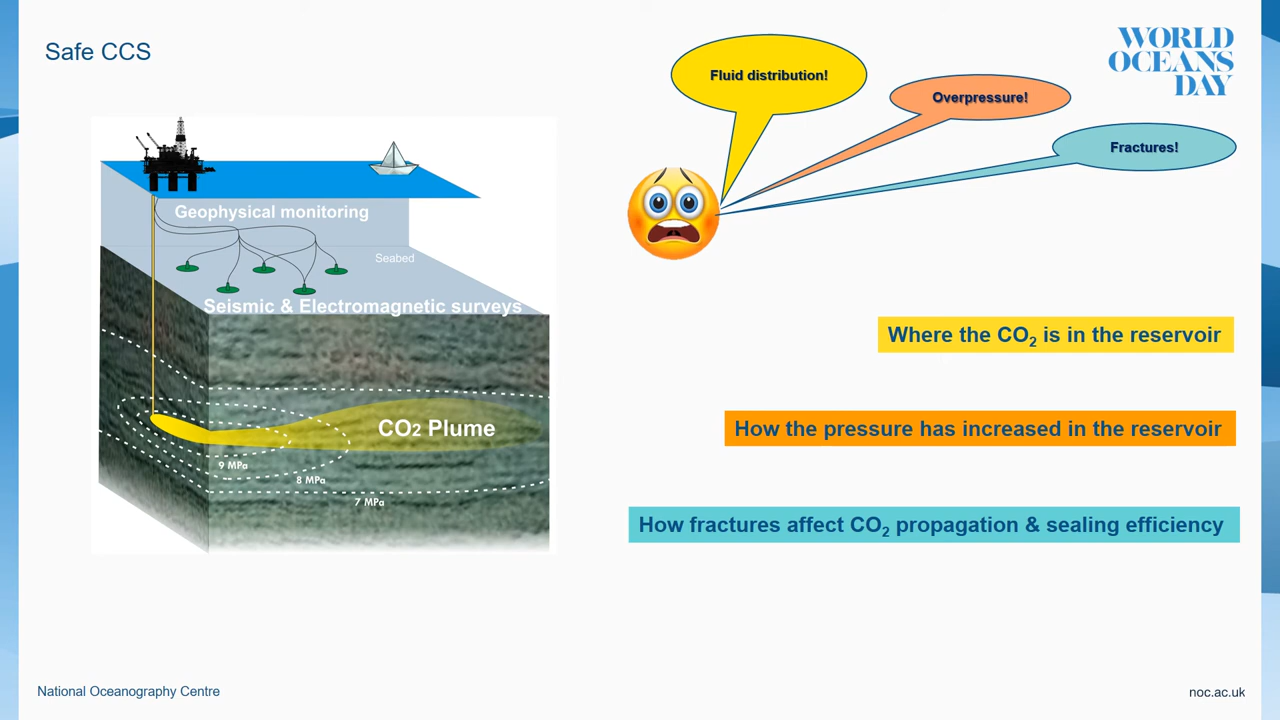 Safe CCS
WORLD
OCEANS
DAY
Fluid distribution!
Overpressure!
Fractures!
Geophysical monitoring
Seabed
Seismic & Electromagnetic surveys
CO2 Plume
9 MPa
8 MPa
7 MPa
Where the CO2 is in the reservoir
How the pressure has increased in the reservoir
How fractures affect CO2 propagation & sealing efficiency
National Oceanography Centre
noc.ac.uk